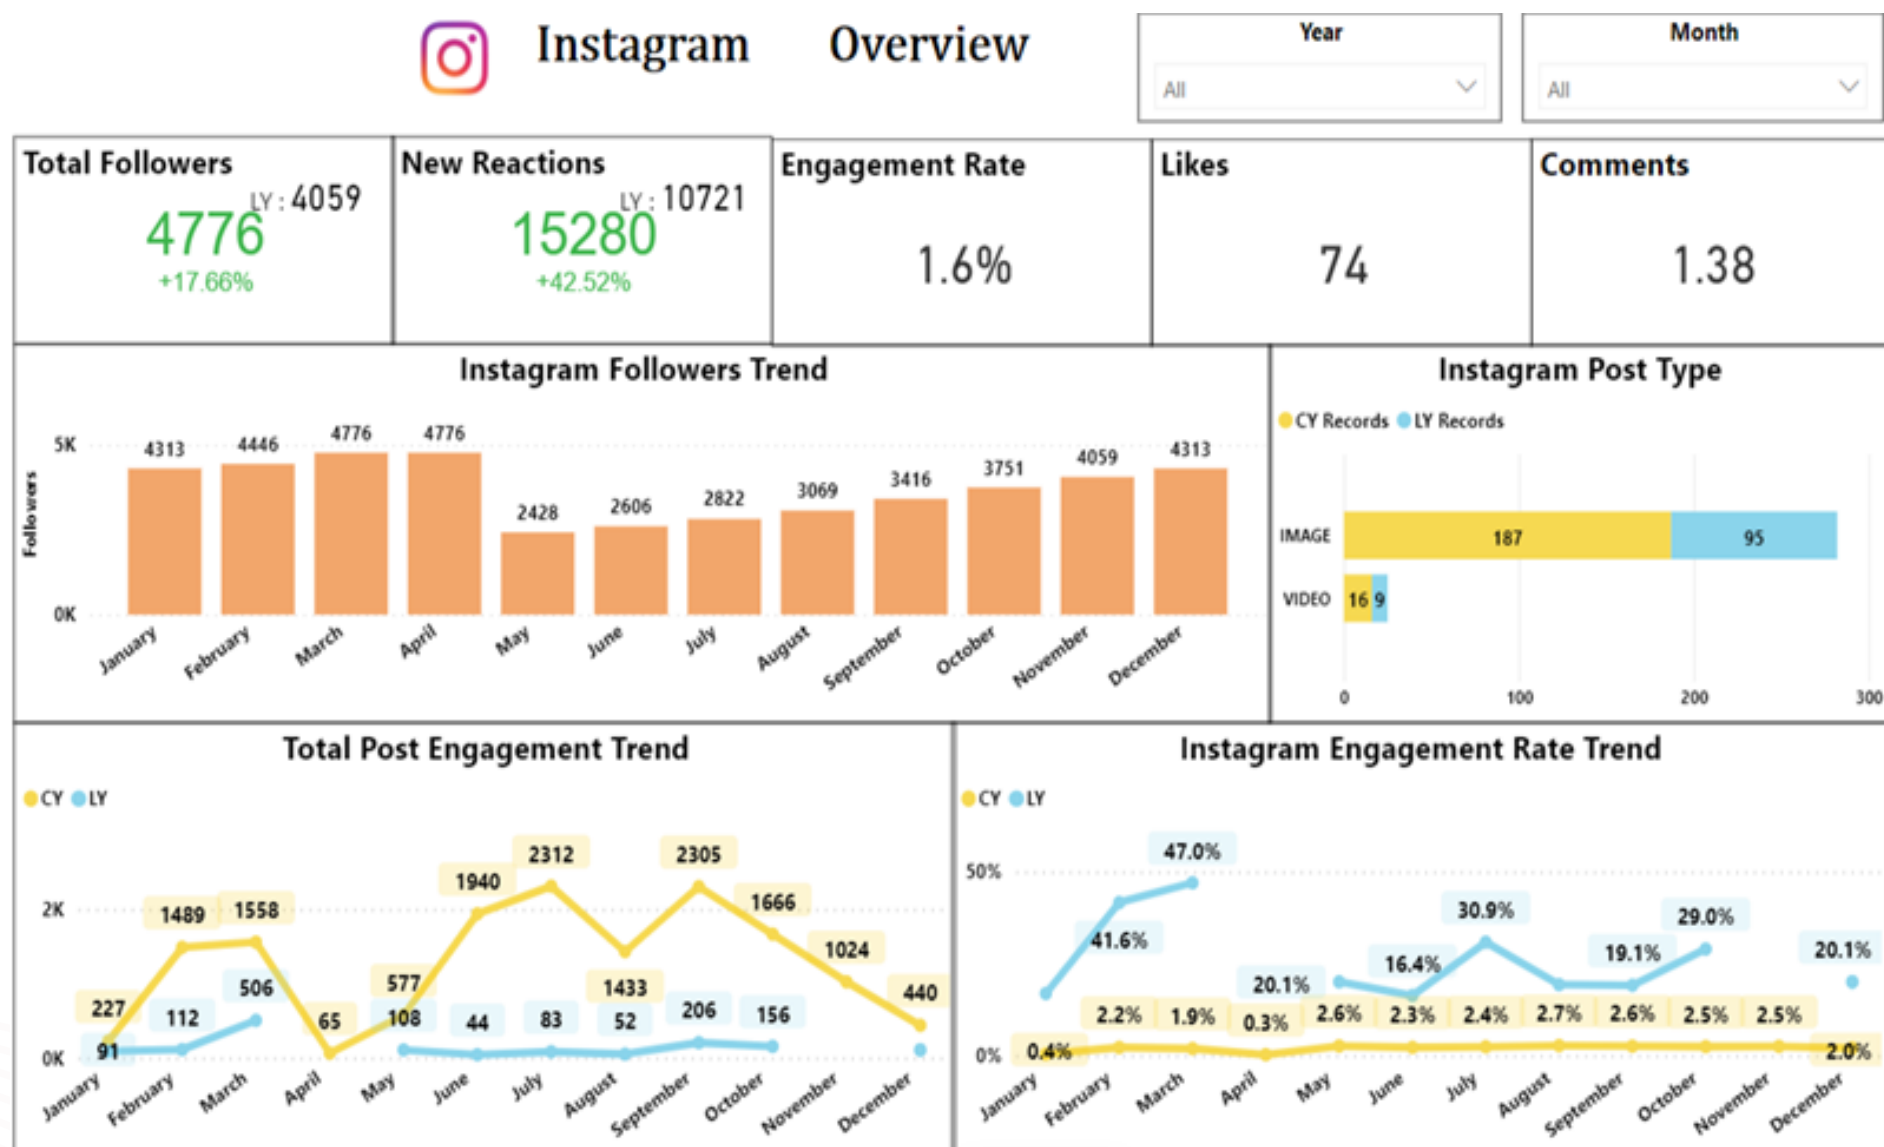 Instagram Overview
Year
All
Month
All
Total Followers
LY : 4059
4776
+17.66%
New Reactions
LY : 10721
15280
+42.52%
Engagement Rate
1.6%
Likes
74
Comments
1.38
Instagram Followers Trend
Followers
5K
0K
4313 4446 4776 4776 2428 2606 2822 3069 3416 3751 4059 4313
January February March April May June July August September October November December
Instagram Post Type
CY Records LY Records
IMAGE 187 95
VIDEO 16 9
0 100 200 300
Total Post Engagement Trend
CY LY
2K
0K
227 1489 1558 65 577 1940 2312 1433 2305 1666 1024 440
91 112 506 108 44 83 52 206 156
January February March April May June July August September October November December
Instagram Engagement Rate Trend
CY LY
50%
0%
41.6% 47.0% 20.1% 16.4% 30.9% 19.1% 29.0% 20.1%
0.4% 2.2% 1.9% 0.3% 2.6% 2.3% 2.4% 2.7% 2.6% 2.5% 2.5% 2.0%
January February March April May June July August September October November December